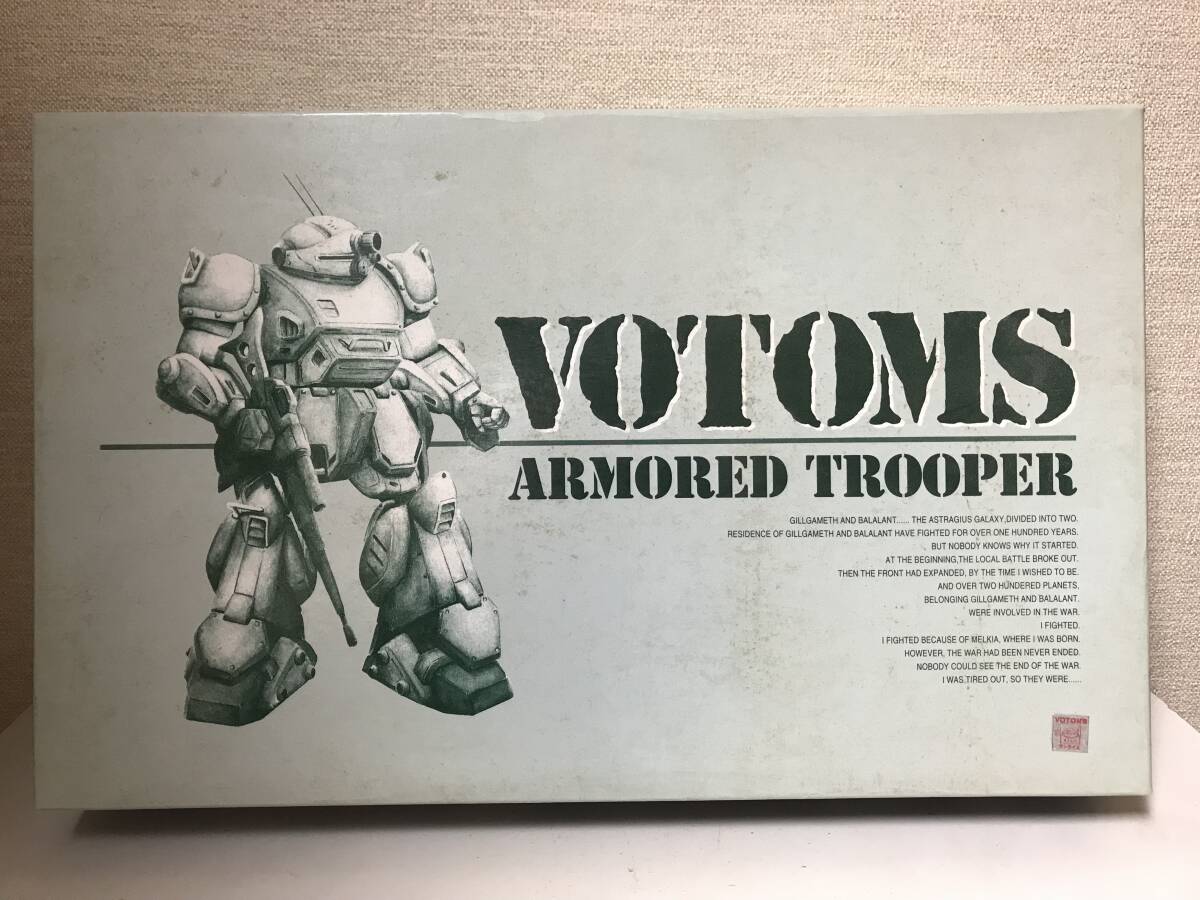 VOTOMS
ARMORED TROOPER
GILLGAMETH AND BALALANT...... THE ASTRAGIUS GALAXY,DIVIDED INTO TWO.
RESIDENCE OF GILLGAMETH AND BALALANT HAVE FIGHTED FOR OVER ONE HUNDRED YEARS.
BUT NOBODY KNOWS WHY IT STARTED.
AT THE BEGINNING,THE LOCAL BATTLE BROKE OUT.
THEN THE FRONT HAD EXPANDED, BY THE TIME I WISHED TO BE.
AND OVER TWO HÜNDERED PLANETS,
BELONGING GILLGAMETH AND BALALANT.
WERE INVOLVED IN THE WAR.
I FIGHTED.
I FIGHTED BECAUSE OF MELKIA, WHERE I WAS BORN.
HOWEVER, THE WAR HAD BEEN NEVER ENDED.
NOBODY COULD SEE THE END OF THE WAR.
I WAS TIRED OUT, SO THEY WERE......
VOTOMS